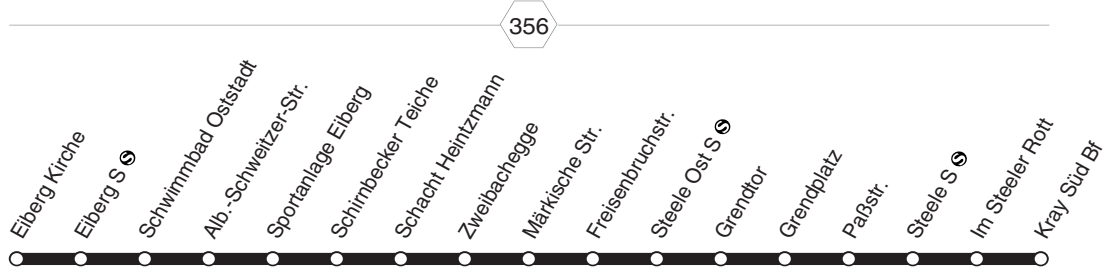 356
Eiberg Kirche
Eiberg S S
Schwimmbad Oststadt
Alb.-Schweitzer-Str.
Sportanlage Eiberg
Schirnbecker Teiche
Schacht Heintzmann
Zweibachegge
Märkische Str.
Freisenbruchstr.
Steele Ost S S
Grendtor
Grendplatz
Paßstr.
Steele S S
Im Steeler Rott
Kray Süd Bf